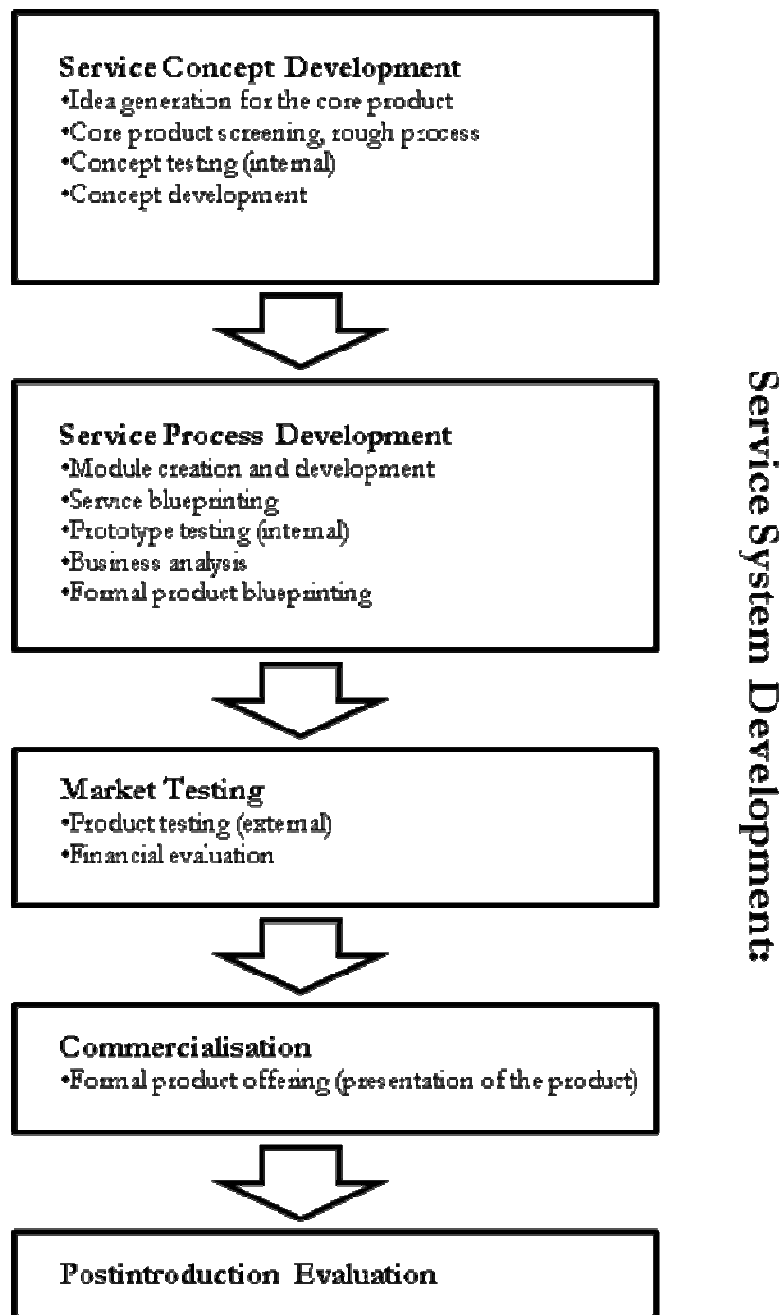 Service Concept Development
•Idea generation for the core product
•Core product screening, rough process
•Concept testing (internal)
•Concept development
Service Process Development
•Module creation and development
•Service blueprinting
•Prototype testing (internal)
•Business analysis
•Formal product blueprinting
Market Testing
•Product testing (external)
•Financial evaluation
Commercialisation
•Formal product offering (presentation of the product)
Postintroduction Evaluation
Service System Development: